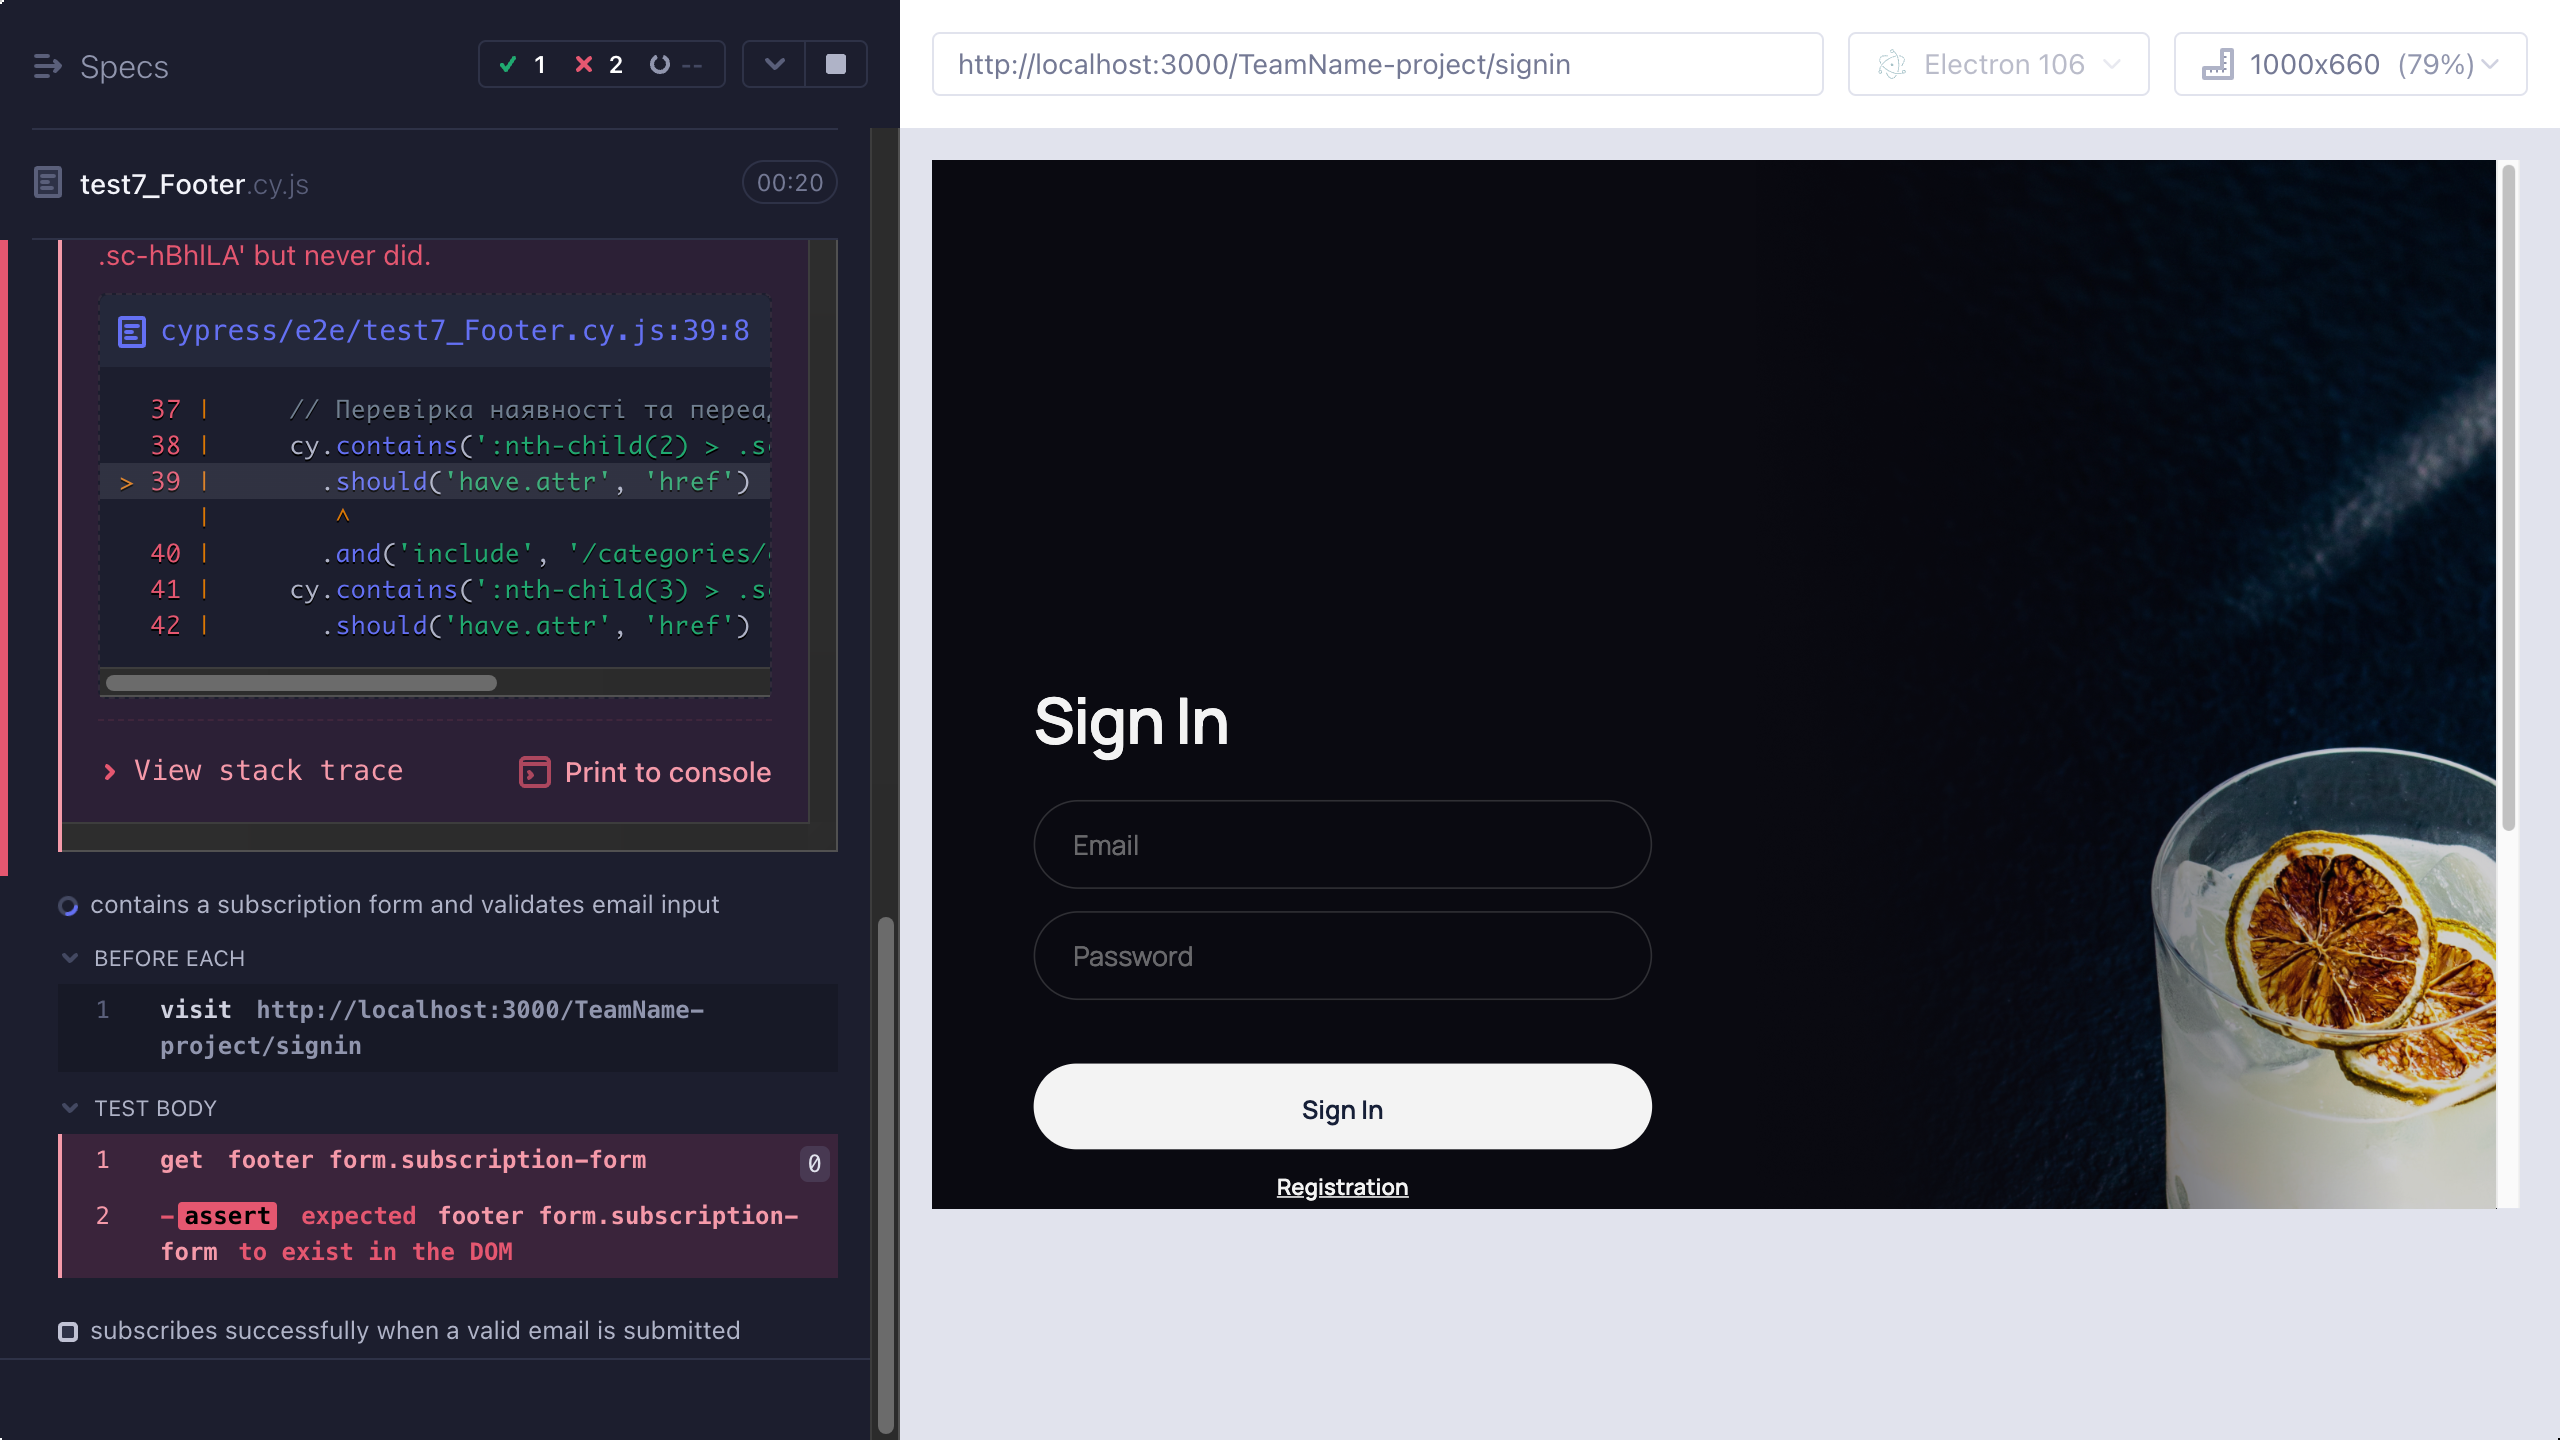 Specs
1 2 --
test7_Footer.cy.js 00:20
.sc-hBhlLA' but never did.
cypress/e2e/test7_Footer.cy.js:39:8
37 | // Перевірка наявності та
38 | cy.contains(':nth-child(2) >
> 39 | .should('have.attr', 'href')
| ^
40 | .and('include', '/categories/
41 | cy.contains(':nth-child(3) >
42 | .should('have.attr', 'href')
View stack trace
Print to console
contains a subscription form and validates email input
BEFORE EACH
1 visit http://localhost:3000/TeamName-
project/signin
TEST BODY
1 get footer form.subscription-form 0
2 -assert expected footer form.subscription-
form to exist in the DOM
subscribes successfully when a valid email is submitted
http://localhost:3000/TeamName-project/signin
Electron 106
1000x660 (79%)
Sign In
Email
Password
Sign In
Registration